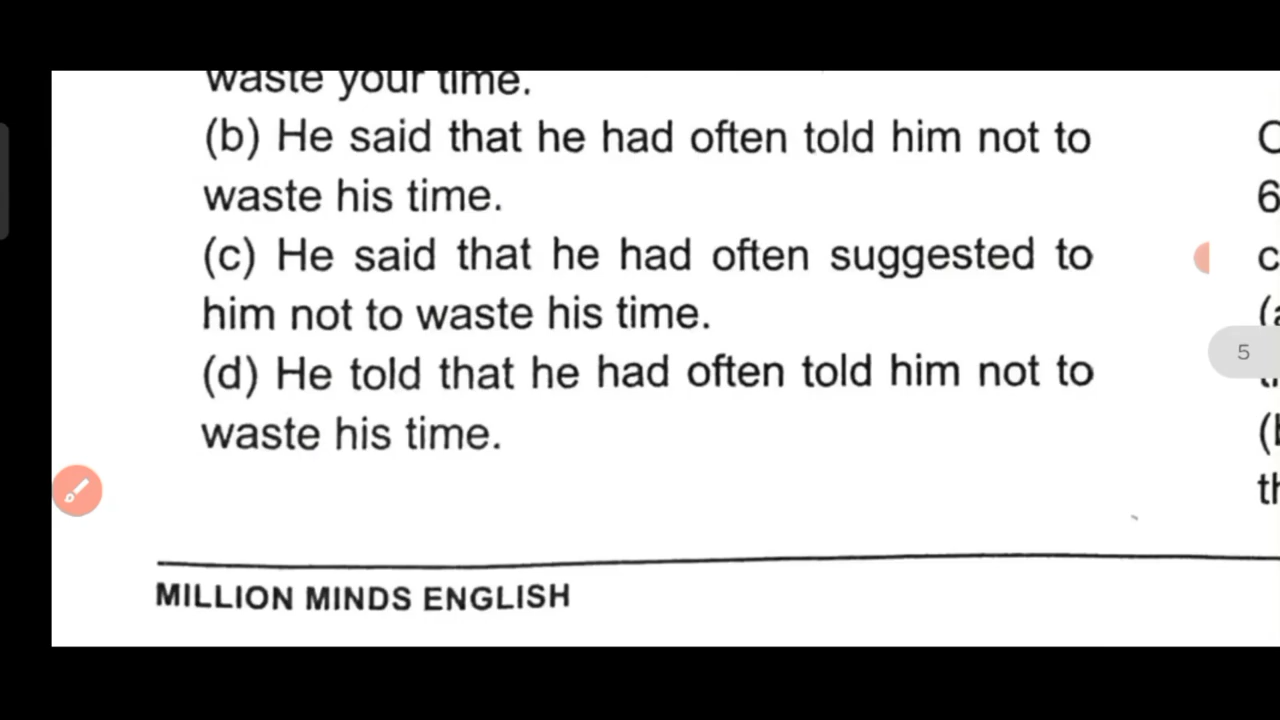 waste your time.
(b) He said that he had often told him not to
waste his time.
(c) He said that he had often suggested to
him not to waste his time.
(d) He told that he had often told him not to
waste his time.
MILLION MINDS ENGLISH
6
c
5
th